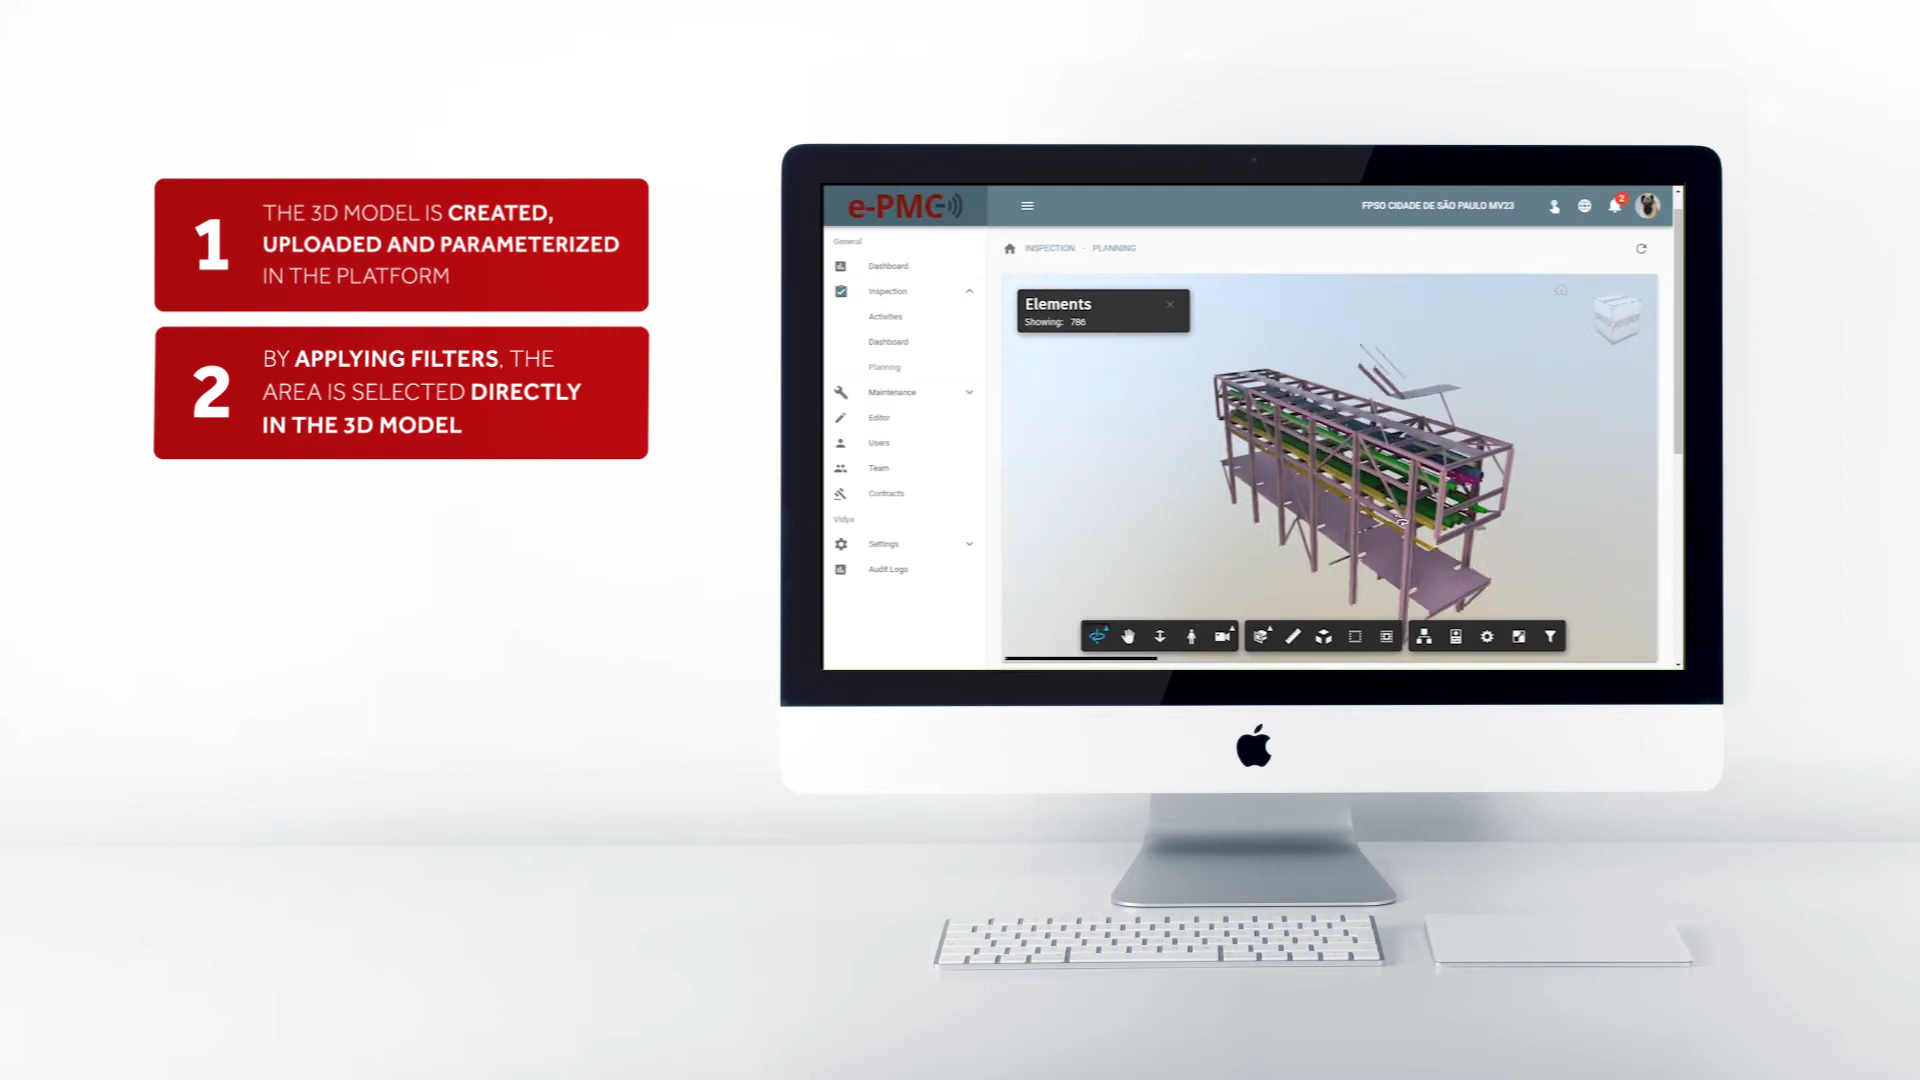 1
THE 3D MODEL IS CREATED,
UPLOADED AND PARAMETERIZED
IN THE PLATFORM
2
BY APPLYING FILTERS, THE
AREA IS SELECTED DIRECTLY
IN THE 3D MODEL
e-PMC
FPSO CIDADE DE SÃO PAULO MV23
2
General
Dashboard
Inspection
Activities
Dashboard
Planning
Maintenance
Editor
Users
Team
Contracts
Vidya
Settings
Audit Logs
INSPECTION - PLANNING
Elements
Showing: 786